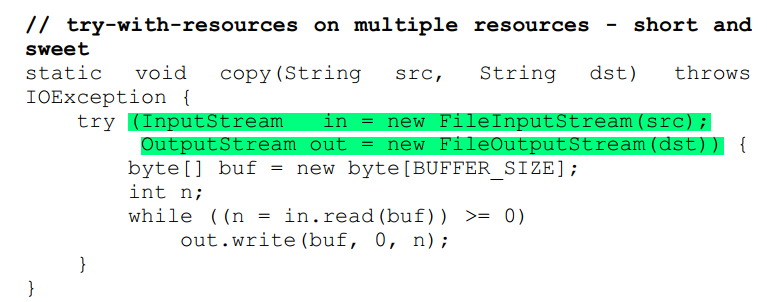 // try-with-resources on multiple resources - short and
sweet
static void copy(String src, String dst) throws
IOException {
    try (InputStream   in = new FileInputStream(src);
         OutputStream out = new FileOutputStream(dst)) {
        byte[] buf = new byte[BUFFER_SIZE];
        int n;
        while ((n = in.read(buf)) >= 0)
            out.write(buf, 0, n);
    }
}